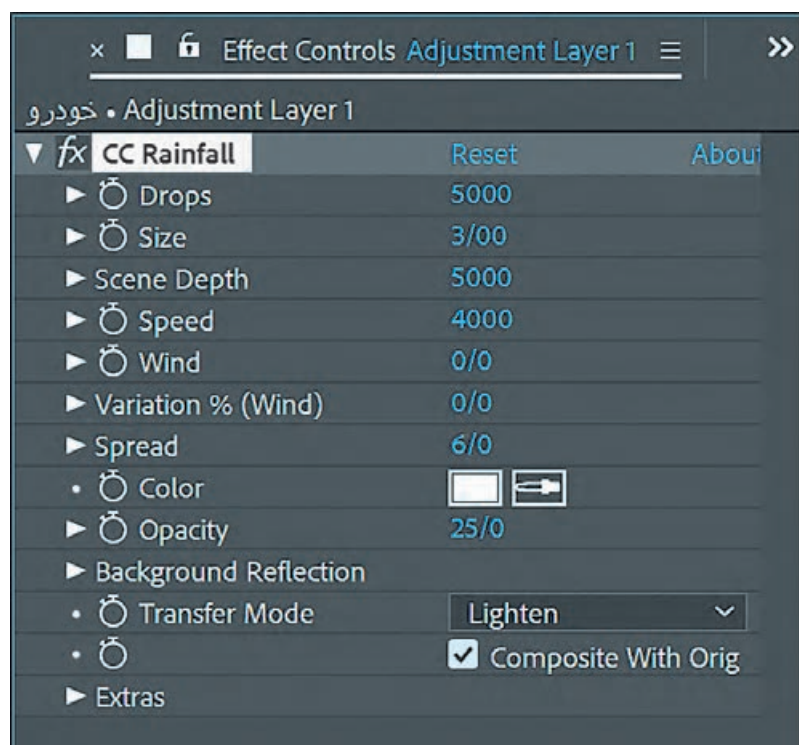 × Effect Controls Adjustment Layer 1 ≡ »
خودرو • Adjustment Layer 1
fx CC Rainfall Reset About
Drops 5000
Size 3/00
Scene Depth 5000
Speed 4000
Wind 0/0
Variation % (Wind) 0/0
Spread 6/0
Color
Opacity 25/0
Background Reflection
Transfer Mode Lighten
Composite With Orig
Extras